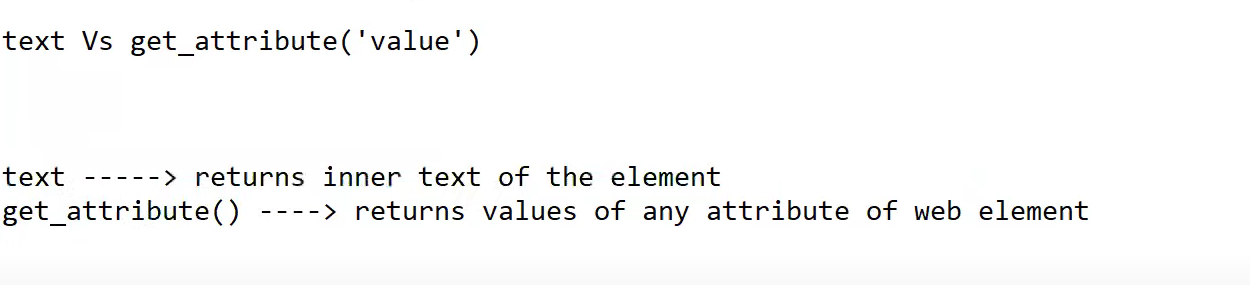 text Vs get_attribute('value')
text -----> returns inner text of the element
get_attribute() ----> returns values of any attribute of web element